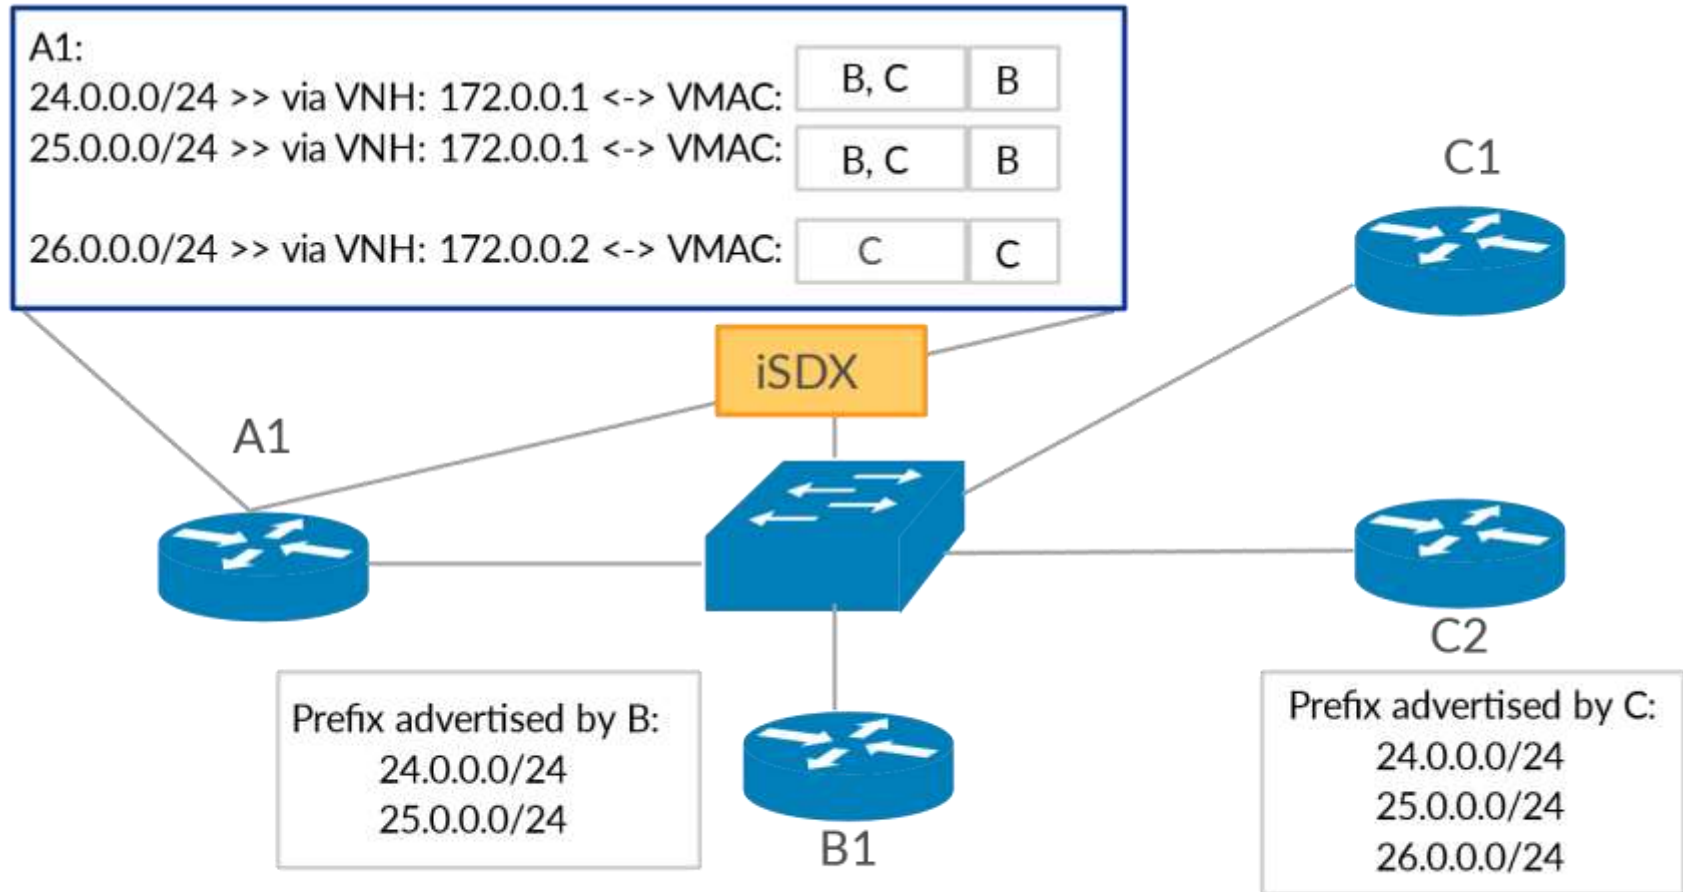 A1:
24.0.0.0/24 >> via VNH: 172.0.0.1 <-> VMAC: B, C B
25.0.0.0/24 >> via VNH: 172.0.0.1 <-> VMAC: B, C B
26.0.0.0/24 >> via VNH: 172.0.0.2 <-> VMAC: C C
C1
iSDX
A1
C2
Prefix advertised by B:
24.0.0.0/24
25.0.0.0/24
B1
Prefix advertised by C:
24.0.0.0/24
25.0.0.0/24
26.0.0.0/24